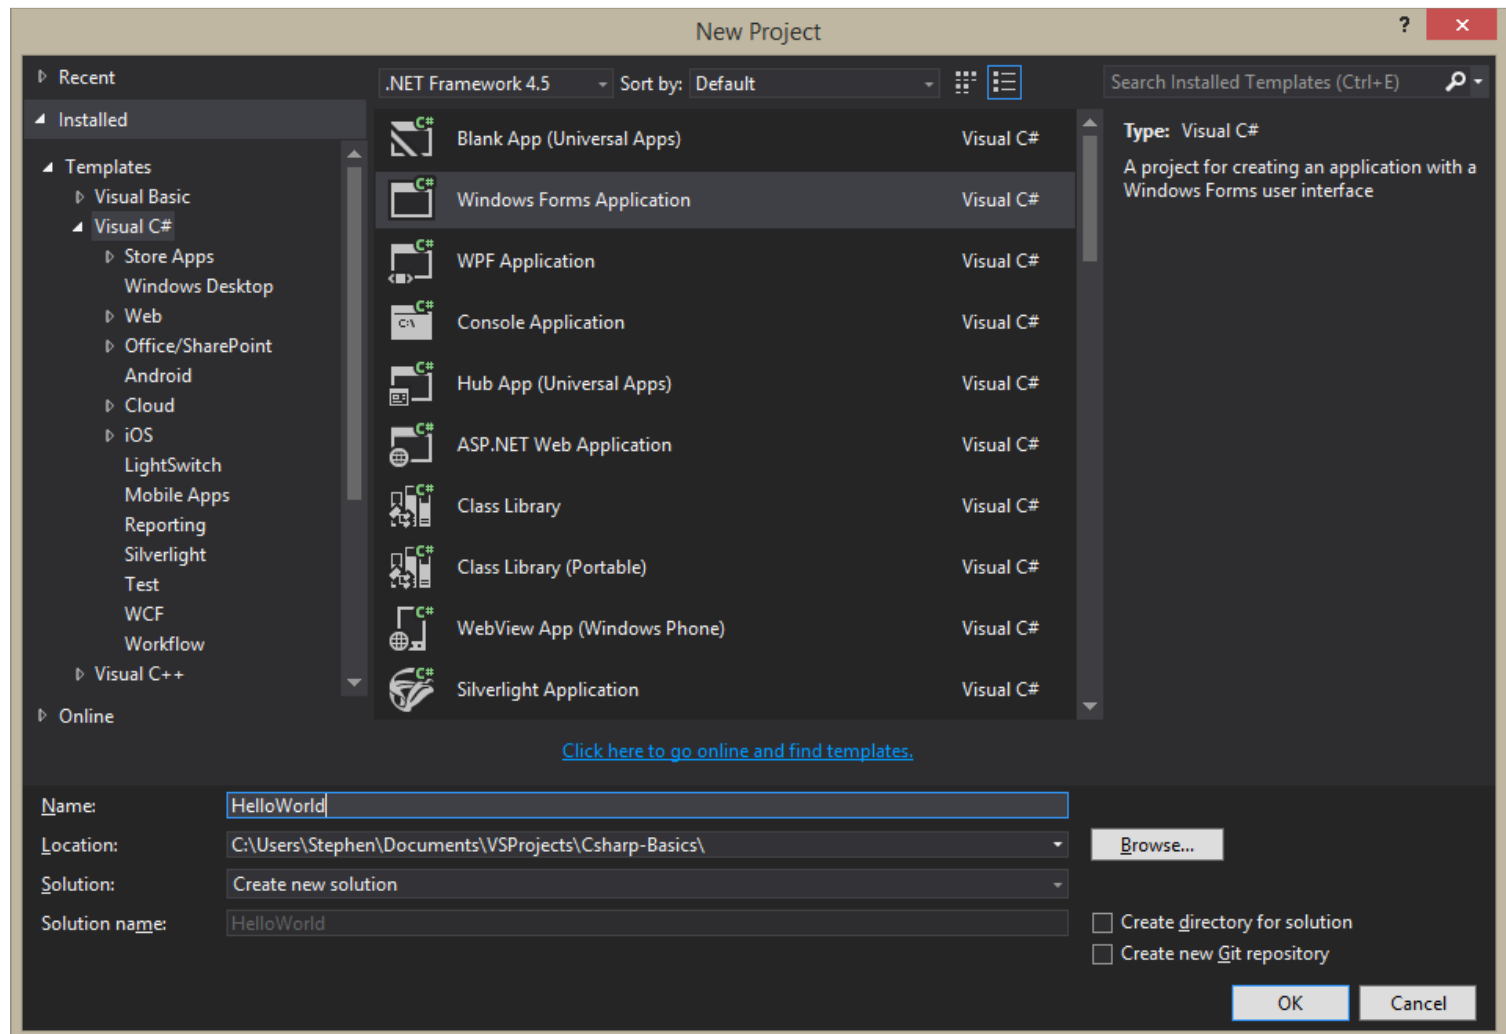 New Project
?
Recent
Installed
Templates
Visual Basic
Visual C#
Store Apps
Windows Desktop
Web
Office/SharePoint
Android
Cloud
iOS
LightSwitch
Mobile Apps
Reporting
Silverlight
Test
WCF
Workflow
Visual C++
Online
.NET Framework 4.5 Sort by: Default
C# Blank App (Universal Apps) Visual C#
C# Windows Forms Application Visual C#
C# WPF Application Visual C#
C# C:\ Console Application Visual C#
C# Hub App (Universal Apps) Visual C#
C# ASP.NET Web Application Visual C#
C# Class Library Visual C#
C# Class Library (Portable) Visual C#
C# WebView App (Windows Phone) Visual C#
C# Silverlight Application Visual C#
Click here to go online and find templates.
Search Installed Templates (Ctrl+E)
Type: Visual C#
A project for creating an application with a
Windows Forms user interface
Name: HelloWorld
Location: C:\Users\Stephen\Documents\VSProjects\Csharp-Basics\ Browse...
Solution: Create new solution
Solution name: HelloWorld
Create directory for solution
Create new Git repository
OK Cancel